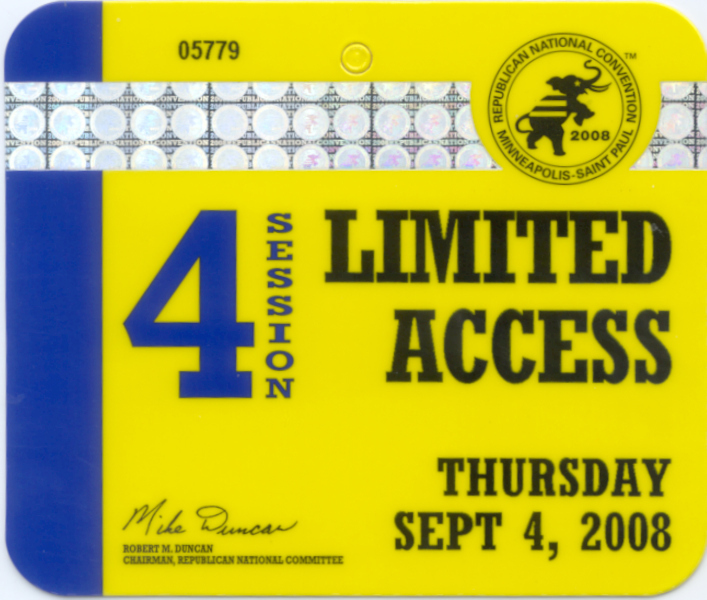 05779
REPUBLICAN NATIONAL CONVENTION
™
2008
MINNEAPOLIS-SAINT PAUL
4
SESSION
LIMITED
ACCESS
THURSDAY
SEPT 4, 2008
Mike Duncan
ROBERT M. DUNCAN
CHAIRMAN, REPUBLICAN NATIONAL COMMITTEE